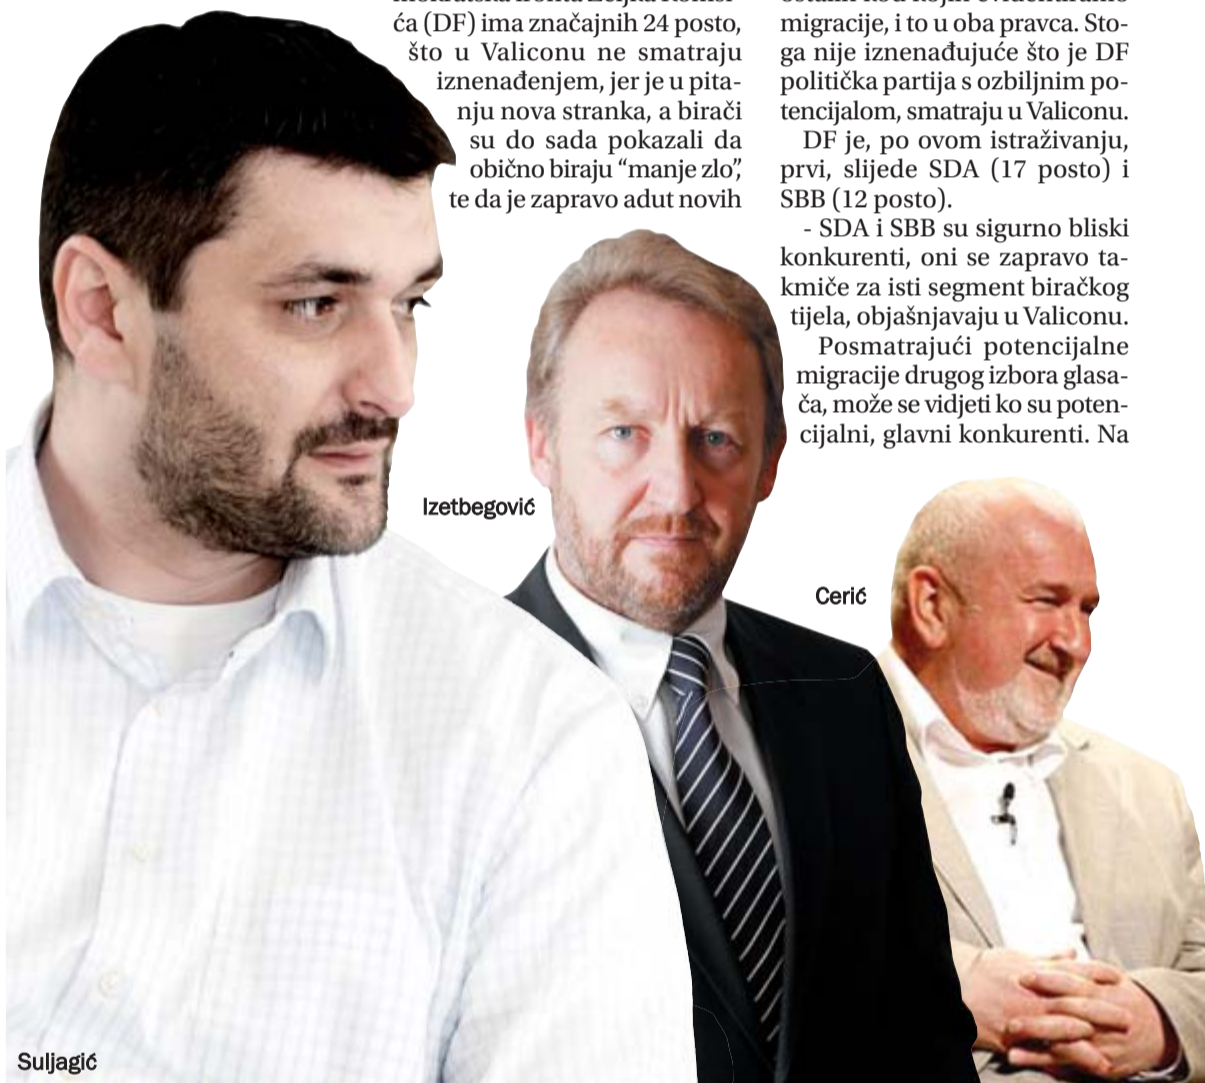 ća (DF) ima značajnih 24 posto,
što u Valiconu ne smatraju
iznenađenjem, jer je u pita-
nju nova stranka, a birači
su do sada pokazali da
obično biraju “manje zlo”,
te da je zapravo adut novih
migracije, i to u oba pravca. Sto-
ga nije iznenađujuće što je DF
politička partija s ozbiljnim po-
tencijalom, smatraju u Valiconu.
DF je, po ovom istraživanju,
prvi, slijede SDA (17 posto) i
SBB (12 posto).
- SDA i SBB su sigurno bliski
konkurenti, oni se zapravo ta-
kmiče za isti segment biračkog
tijela, objašnjavaju u Valiconu.
Posmatrajući potencijalne
migracije drugog izbora glasa-
ča, može se vidjeti ko su poten-
cijalni, glavni konkurenti. Na
Izetbegović
Cerić
Suljagić